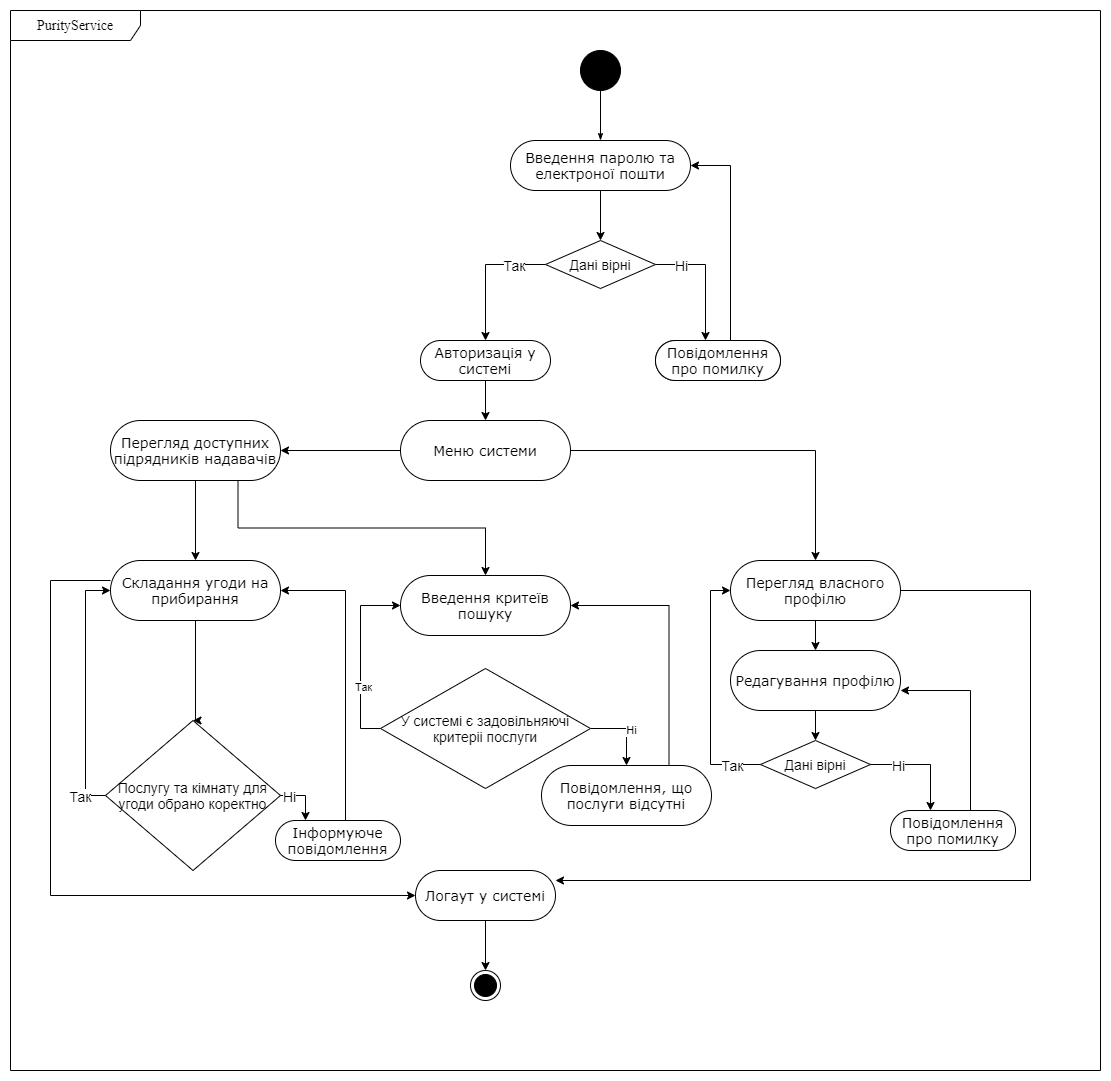 PurityService
Введення паролю та
електроної пошти
Дані вірні
Так
Ні
Авторизація у
системі
Повідомлення
про помилку
Меню системи
Перегляд доступних
підрядників надавачів
Складання угоди на
прибирання
Введення критеїв
пошуку
Перегляд власного
профілю
Редагування профілю
Так
У системі є задовільняючі
критерії послуги
Ні
Дані вірні
Так
Ні
Повідомлення, що
послуги відсутні
Послугу та кімнату для
угоди обрано коректно
Так
Ні
Інформуюче
повідомлення
Повідомлення
про помилку
Логаут у системі